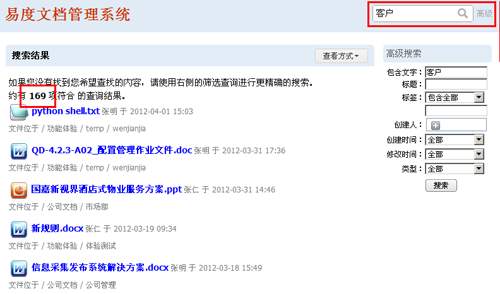 易度文档管理系统
客户 高级
搜索结果 查看方式
如果您没有找到您希望查找的内容，请使用右侧的筛选查询进行更精确的搜索。
约有 169 项符合 的查询结果。
python shell.txt 张明 于 2012-04-01 15:03
文件位于 / 功能体验 / temp / wenjianjia
QD-4.2.3-A02_配置管理作业文件.doc 张明 于 2012-03-31 17:36
文件位于 / 功能体验 / temp / wenjianjia
国嘉新视界酒店式物业服务方案.ppt 张仁 于 2012-03-31 14:46
文件位于 / 公司文档 / 市场部
新规则.docx 张仁 于 2012-03-19 09:34
文件位于 / 功能体验 / 体验测试
信息采集发布系统解决方案.docx 张明 于 2012-03-18 15:49
文件位于 / 公司文档 / 公司管理
高级搜索
包含文字： 客户
标题：
标签： 包含全部
创建人：
创建时间： 全部
修改时间： 全部
类型： 全部
搜索